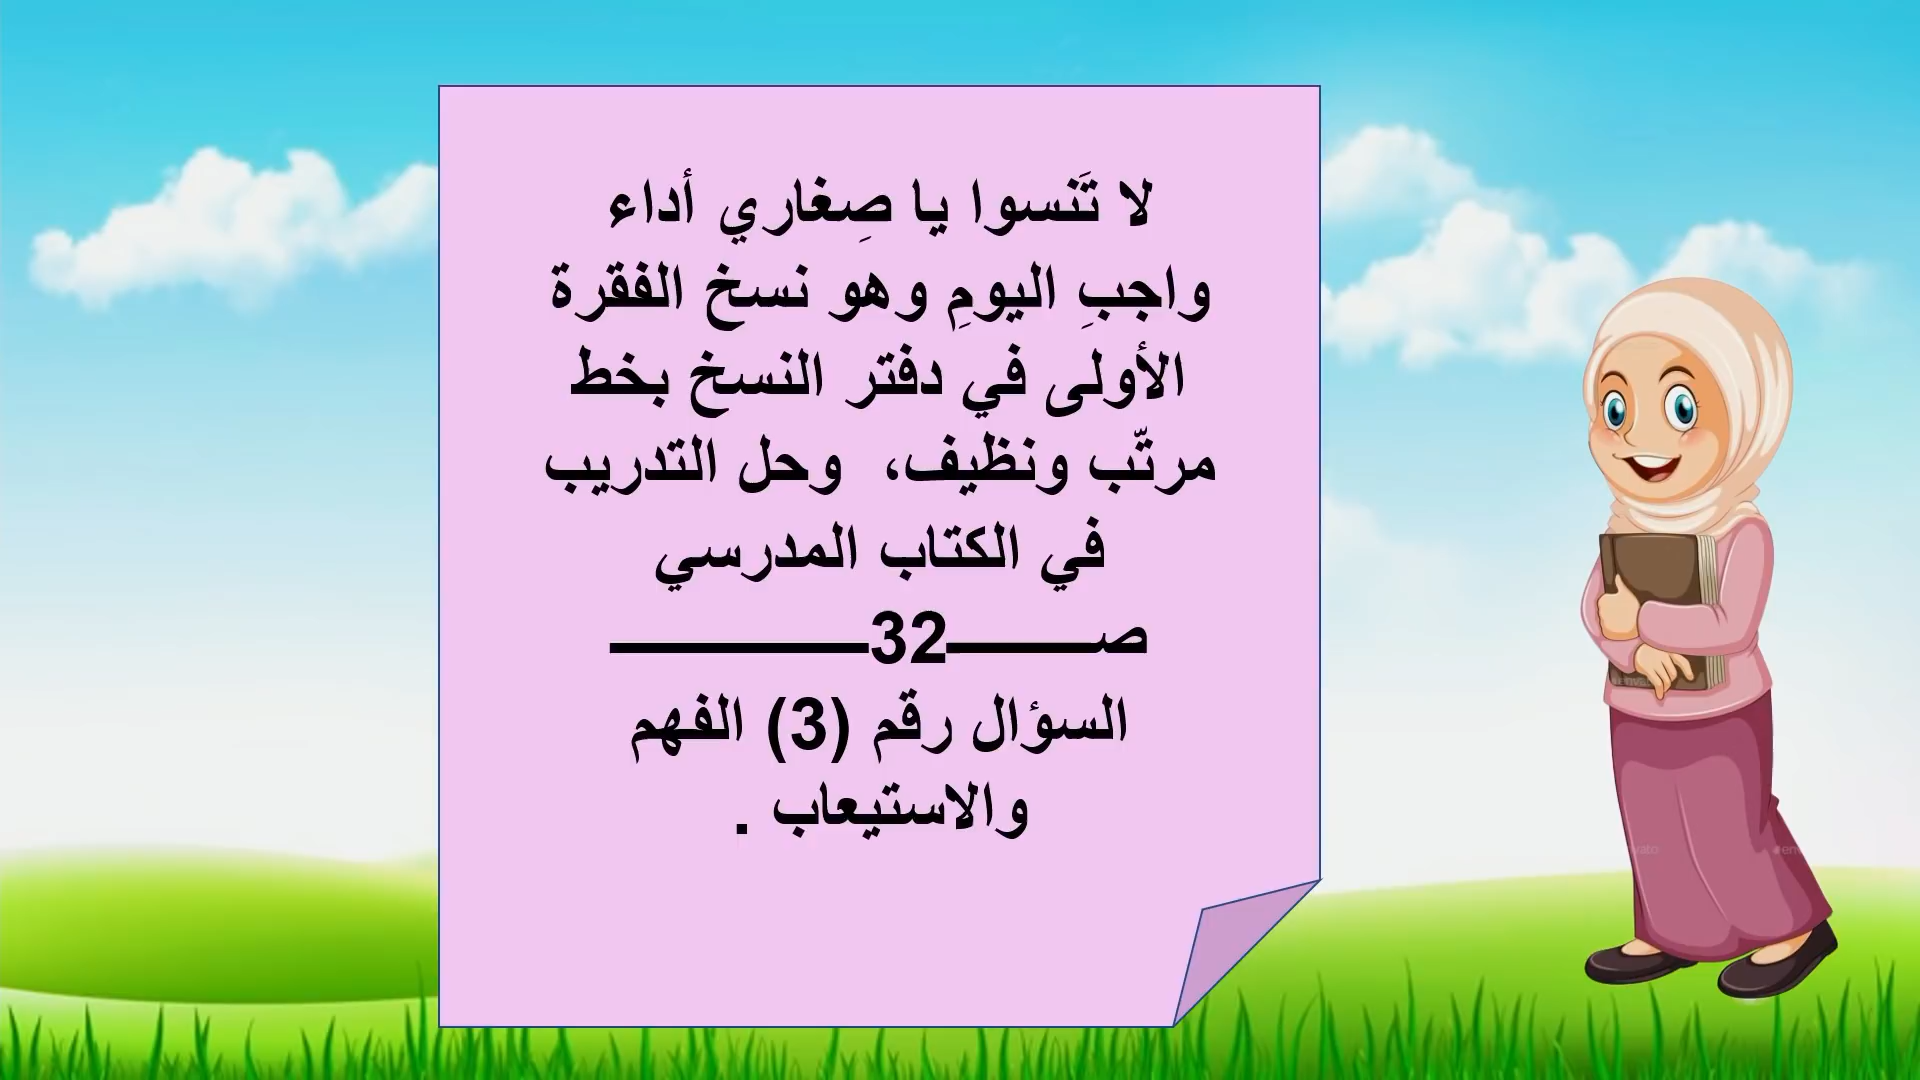 لا تَنسوا يا صِغاري أداء
واجبِ اليومِ وهو نسخ الفقرة
الأولى في دفتر النسخ بخط
مرتّب ونظيف، وحل التدريب
في الكتاب المدرسي
صـــــــ32ــــــــــــ
السؤال رقم (3) الفهم
والاستيعاب .